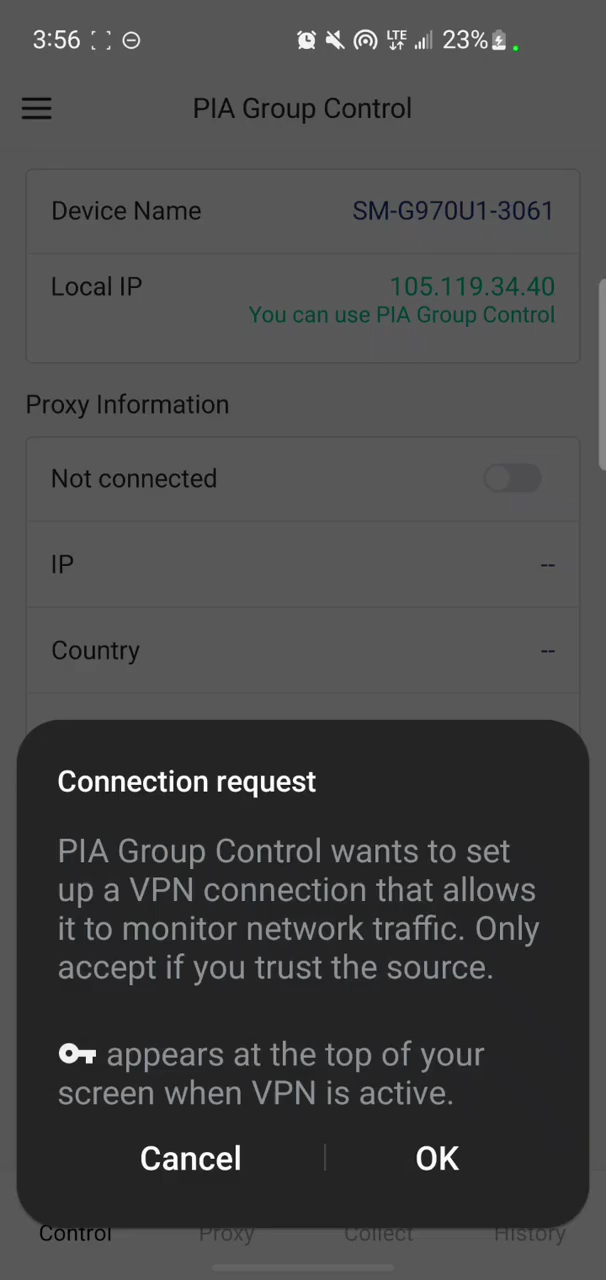 3:56 LTE 23%
PIA Group Control
Device Name SM-G970U1-3061
Local IP 105.119.34.40
You can use PIA Group Control
Proxy Information
Not connected
IP --
Country --
Connection request
PIA Group Control wants to set
up a VPN connection that allows
it to monitor network traffic. Only
accept if you trust the source.
appears at the top of your
screen when VPN is active.
Cancel OK
Control Proxy Collect History